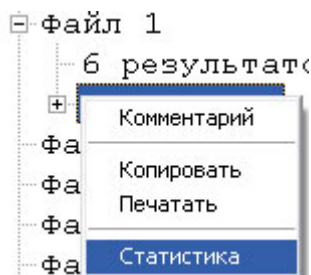 Файл 1
6 результато
Комментарий
Фа
Копировать
Фа
Печатать
Фа
Статистика
Фа